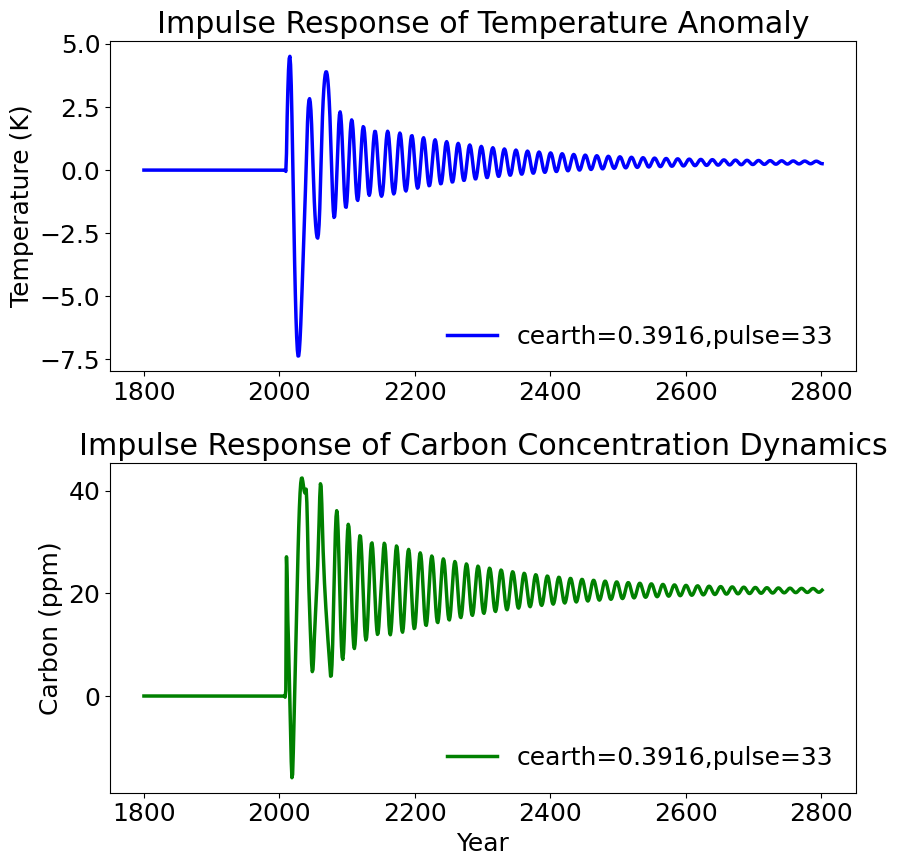 Impulse Response of Temperature Anomaly
Temperature (K)
5.0
2.5
0.0
−2.5
−5.0
−7.5
cearth=0.3916,pulse=33
1800 2000 2200 2400 2600 2800
Impulse Response of Carbon Concentration Dynamics
Carbon (ppm)
40
20
0
cearth=0.3916,pulse=33
1800 2000 2200 2400 2600 2800
Year